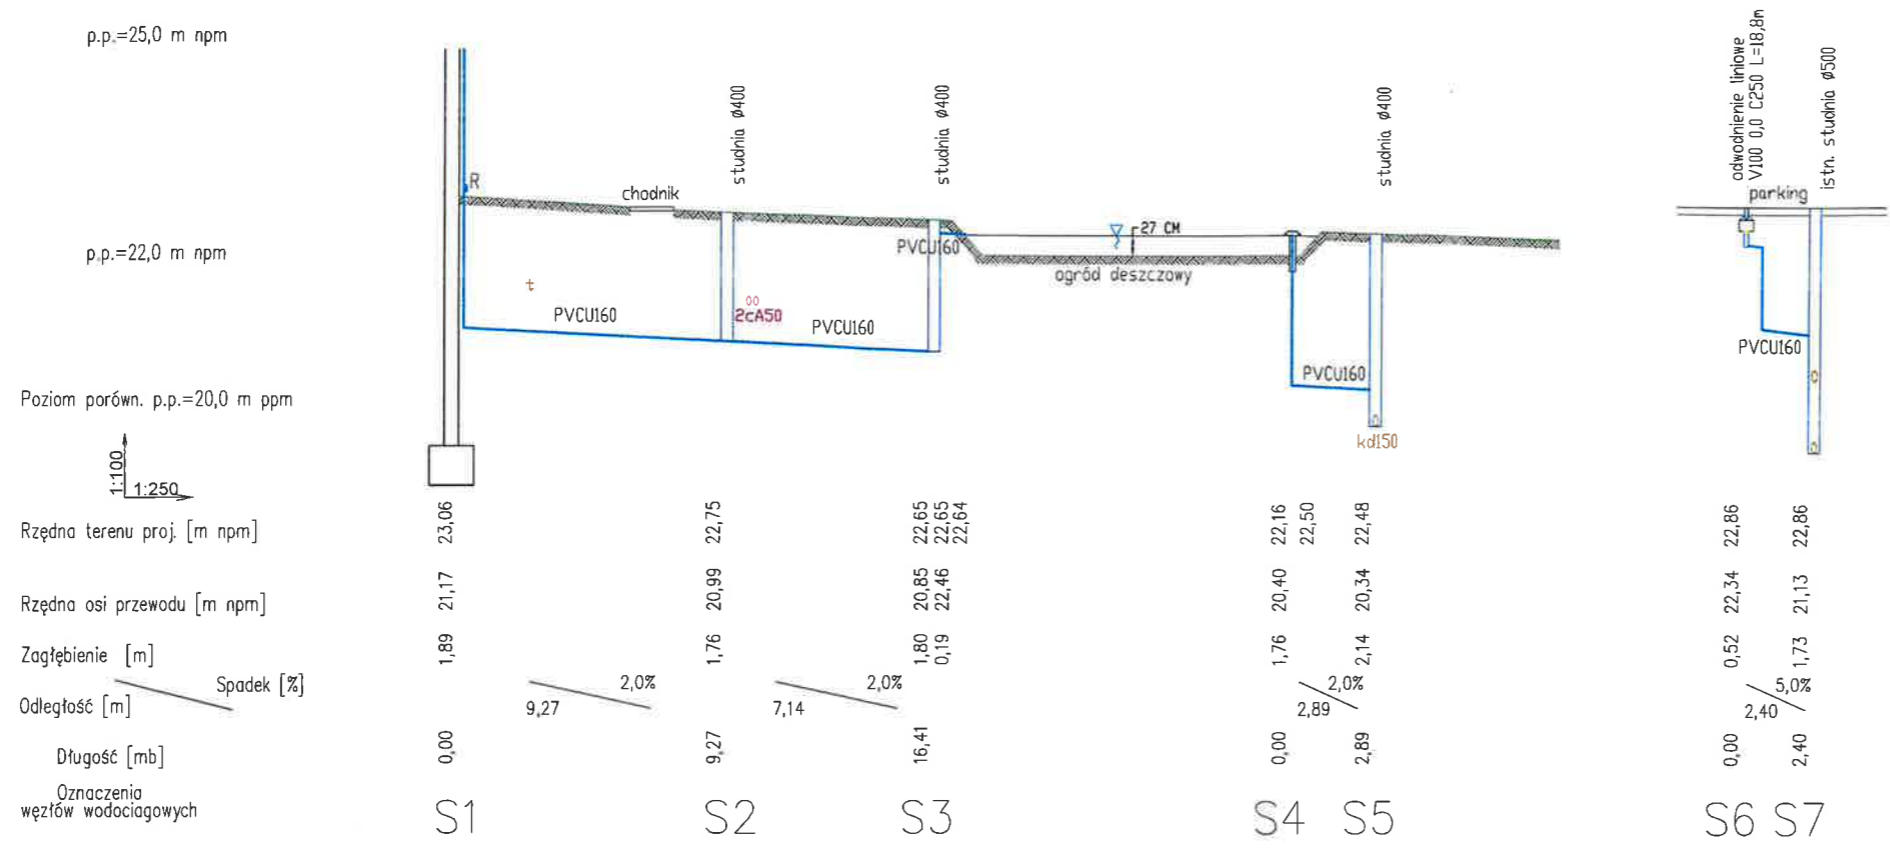 p.p.=25,0 m npm
odwodnienie liniowe
V100 0,0 C250 L=18,8m
istn. studnia ø500
studnia ø400
studnia ø400
studnia ø400
R
chodnik
parking
p.p.=22,0 m npm
PVCU160
27 CM
ogród deszczowy
t
PVCU160
oo
2cA50
PVCU160
PVCU160
PVCU160
kd150
Poziom porówn. p.p.=20,0 m ppm
1:100
1:250
Rzędna terenu proj. [m npm] 23,06 22,75 22,65 22,65 22,64 22,16 22,50 22,48 22,86 22,86
Rzędna osi przewodu [m npm] 21,17 20,99 20,85 22,46 20,40 20,34 22,34 21,13
Zagłębienie [m] 1,89 1,76 1,80 0,19 1,76 2,14 0,52 1,73
Spadek [%] 2,0% 2,0% 2,0% 5,0%
Odległość [m] 9,27 7,14 2,89 2,40
Długość [mb] 0,00 9,27 16,41 0,00 2,89 0,00 2,40
Oznaczenia
węzłów wodociagowych
S1 S2 S3 S4 S5 S6 S7